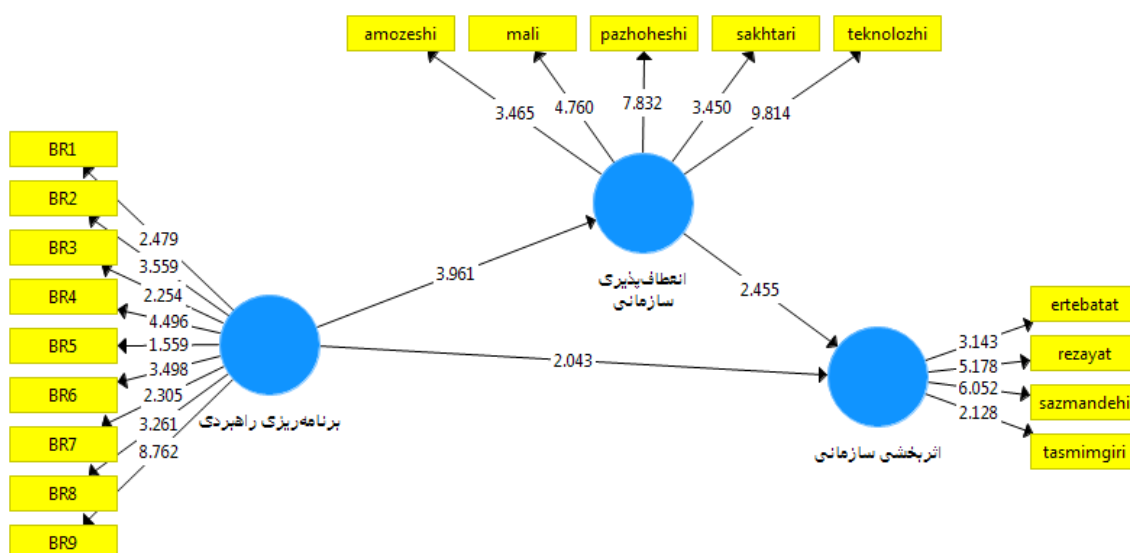 amozeshi
mali
pazhoheshi
sakhtari
teknolozhi
3.465
4.760
7.832
3.450
9.814
انعطاف‌پذیری
سازمانی
BR1
BR2
BR3
BR4
BR5
BR6
BR7
BR8
BR9
2.479
3.559
2.254
4.496
1.559
3.498
2.305
3.261
8.762
برنامه‌ریزی راهبردی
3.961
2.455
2.043
اثربخشی سازمانی
3.143
5.178
6.052
2.128
ertebatat
rezayat
sazmandehi
tasmimgiri